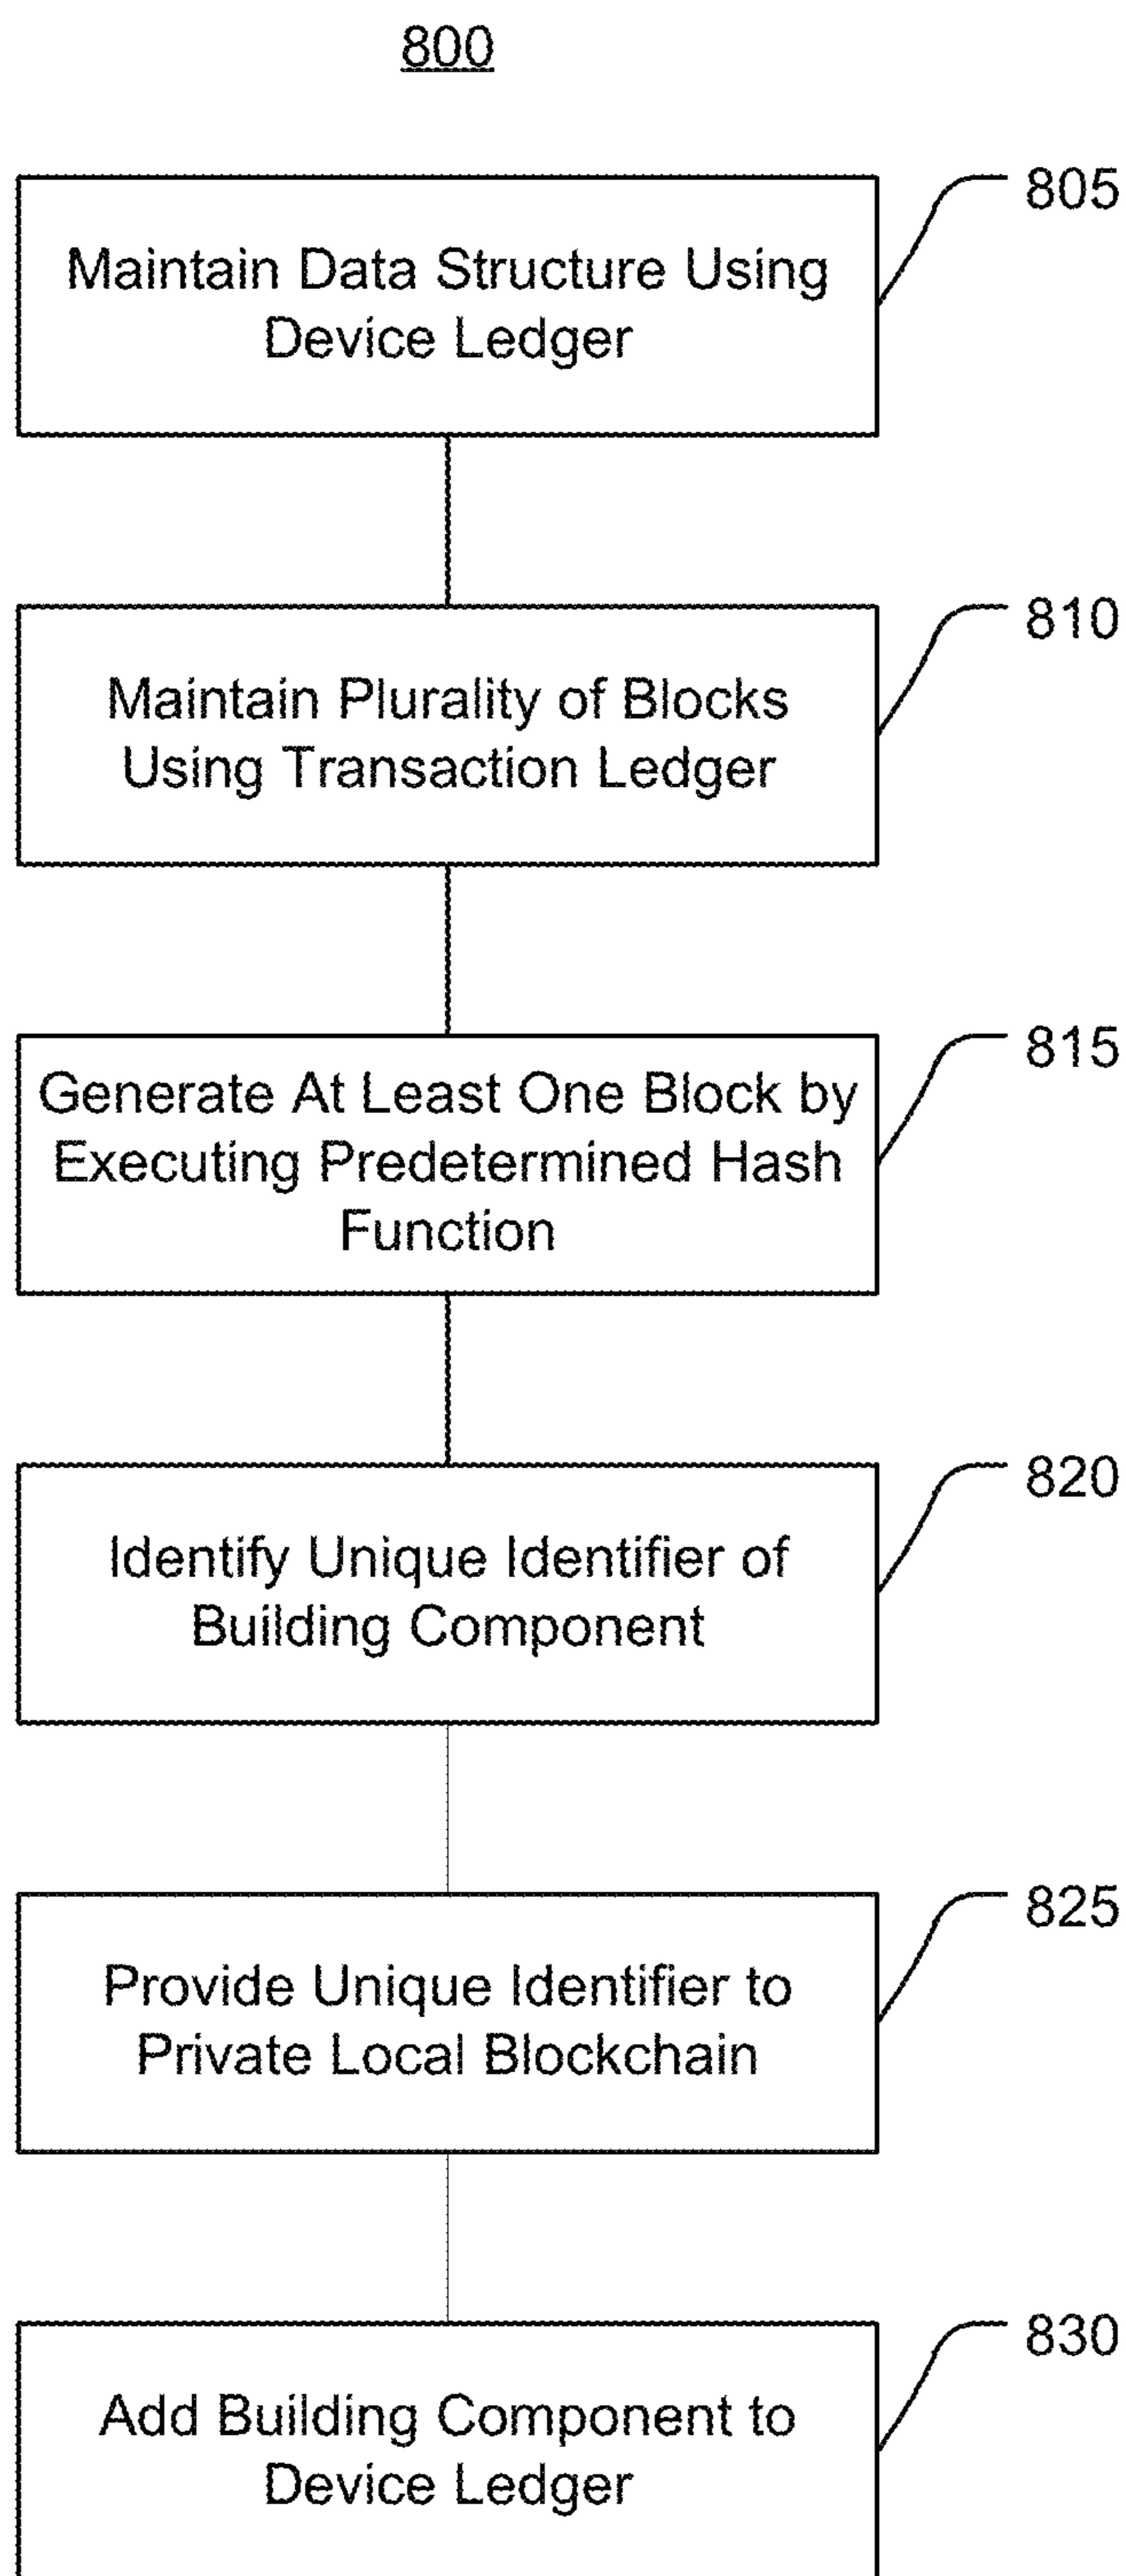 800
805
Maintain Data Structure Using
Device Ledger
810
Maintain Plurality of Blocks
Using Transaction Ledger
815
Generate At Least One Block by
Executing Predetermined Hash
Function
820
Identify Unique Identifier of
Building Component
825
Provide Unique Identifier to
Private Local Blockchain
830
Add Building Component to
Device Ledger